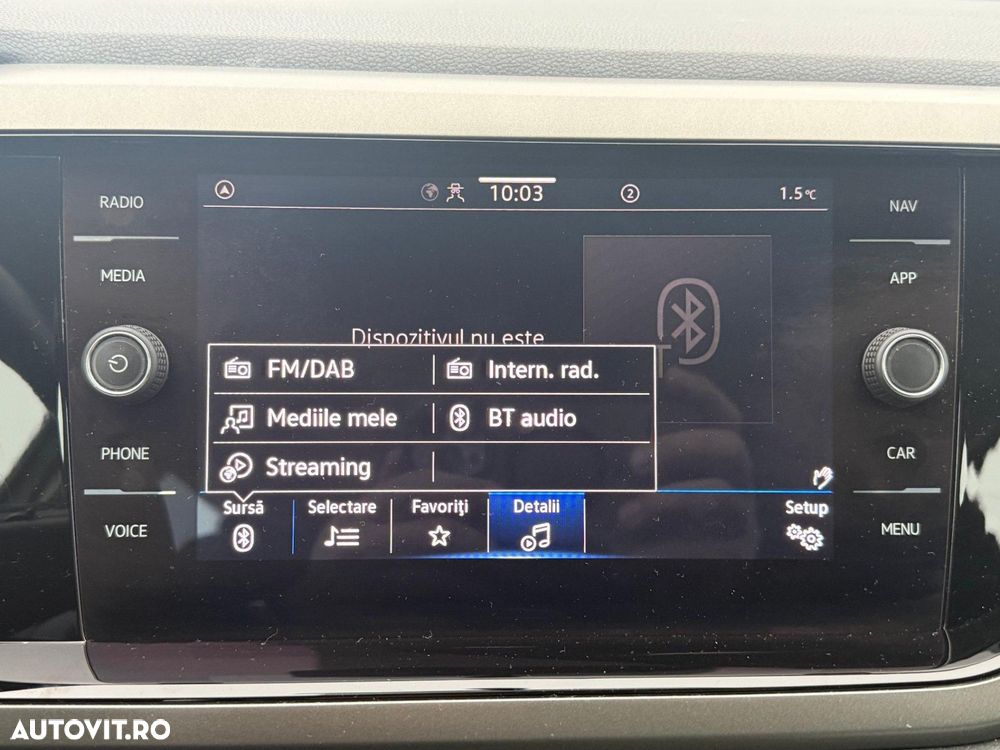 RADIO
MEDIA
PHONE
VOICE
10:03
2
1.5°C
Dispozitivul nu este
FM/DAB
Intern. rad.
Mediile mele
BT audio
Streaming
Sursă
Selectare
Favoriți
Detalii
Setup
NAV
APP
CAR
MENU
AUTOVIT.RO